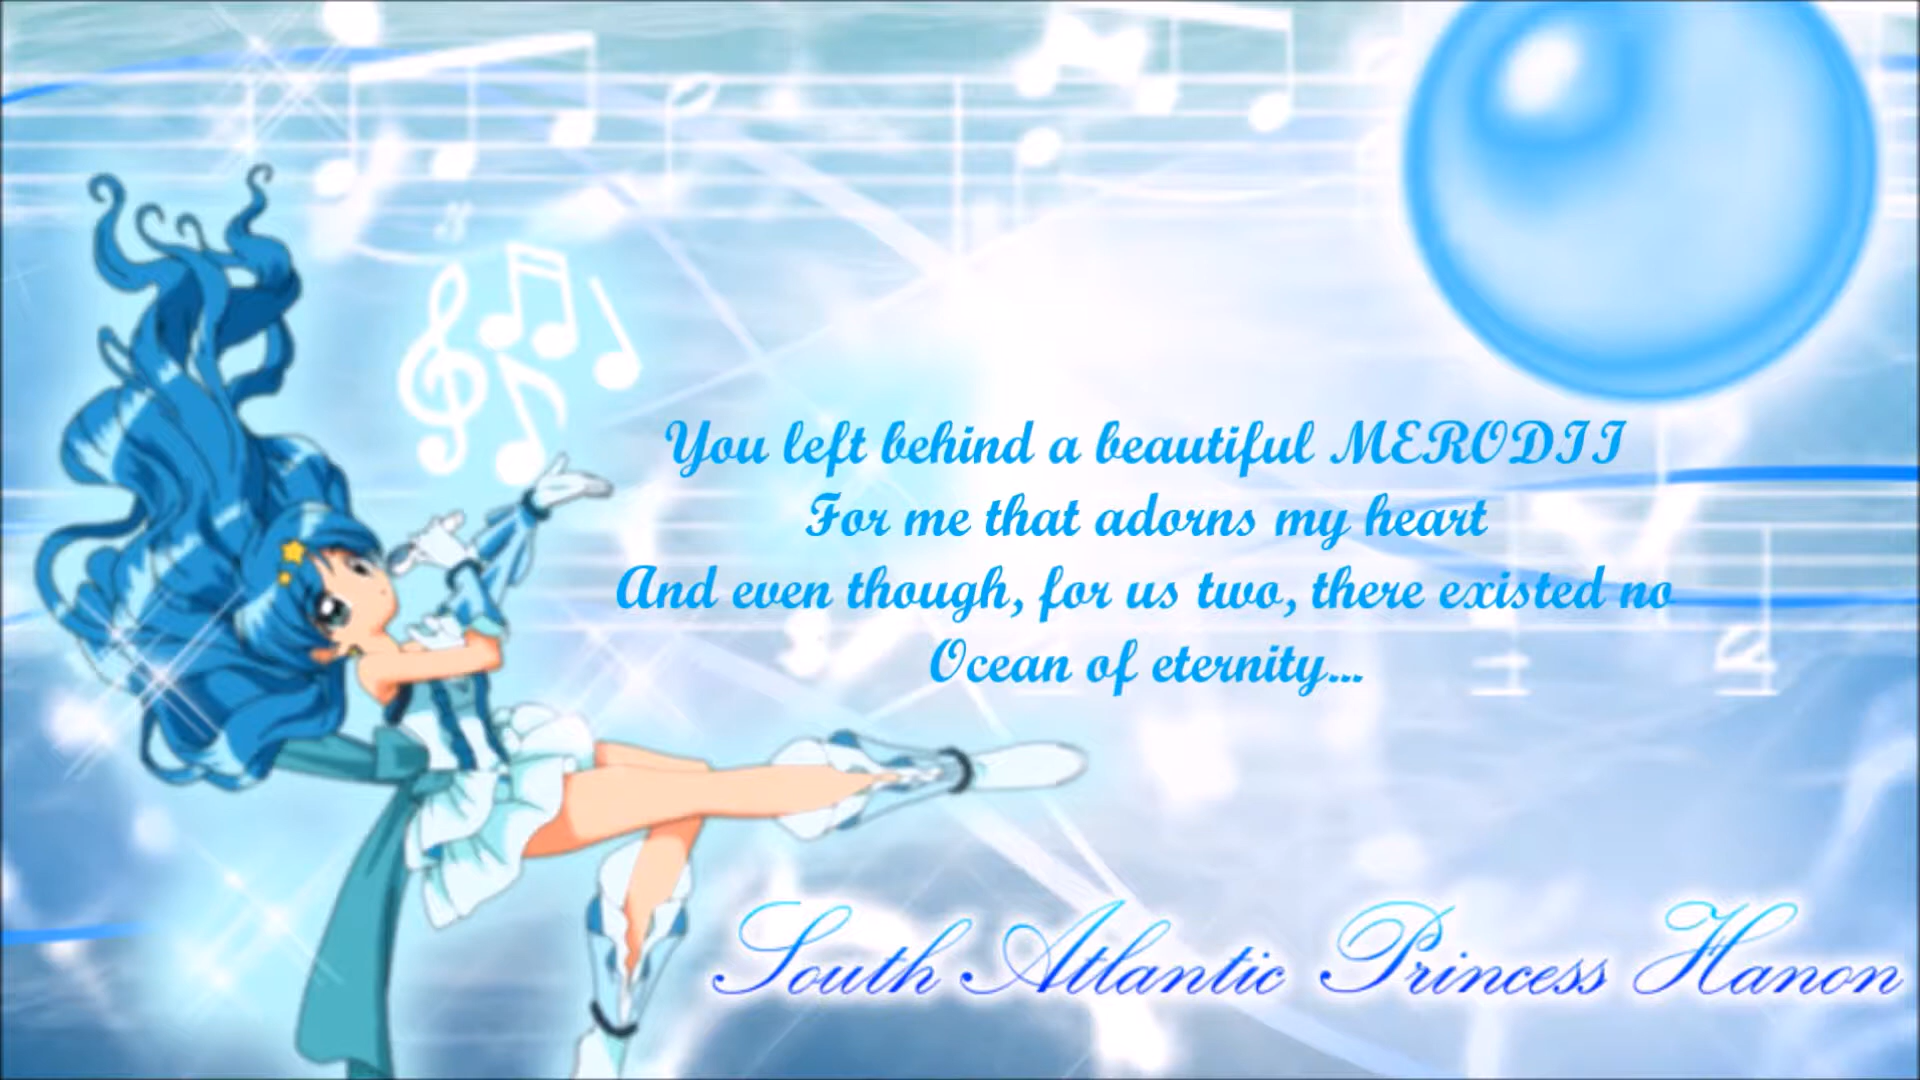 You left behind a beautiful MERODII
For me that adorns my heart
And even though, for us two, there existed no
Ocean of eternity...
South Atlantic Princess Hanon